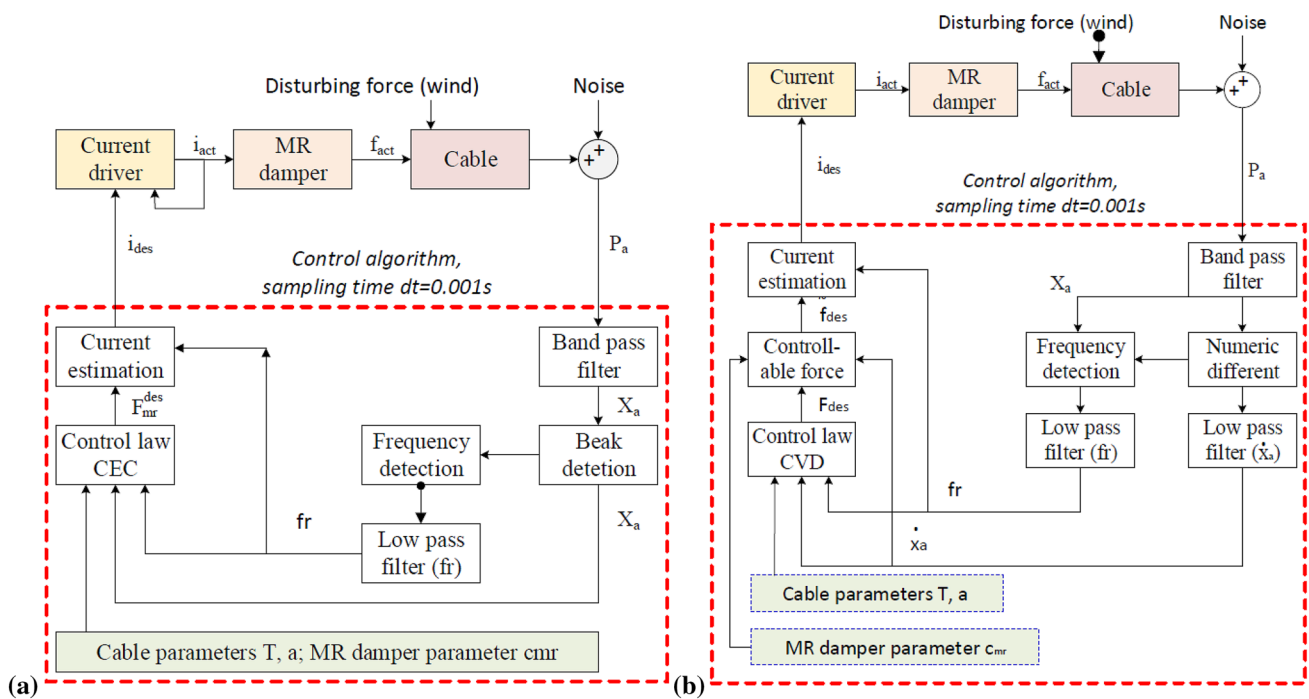 Disturbing force (wind)
Noise
Current
driver
i_act
MR
damper
f_act
Cable
+
+
i_des
P_a
Control algorithm,
sampling time dt=0.001s
Current
estimation
F_mr^des
Control law
CEC
Band pass
filter
X_a
Frequency
detection
Beak
detetion
X_a
fr
Low pass
filter (fr)
Cable parameters T, a; MR damper parameter cmr
(a)
Disturbing force (wind)
Noise
Current
driver
i_act
MR
damper
f_act
Cable
+
+
i_des
P_a
Control algorithm,
sampling time dt=0.001s
Current
estimation
f_des
Controll-
able force
F_des
Control law
CVD
Band pass
filter
X_a
Frequency
detection
Numeric
different
Low pass
filter (fr)
Low pass
filter (ẋ_a)
fr
ẋ_a
Cable parameters T, a
MR damper parameter c_mr
(b)